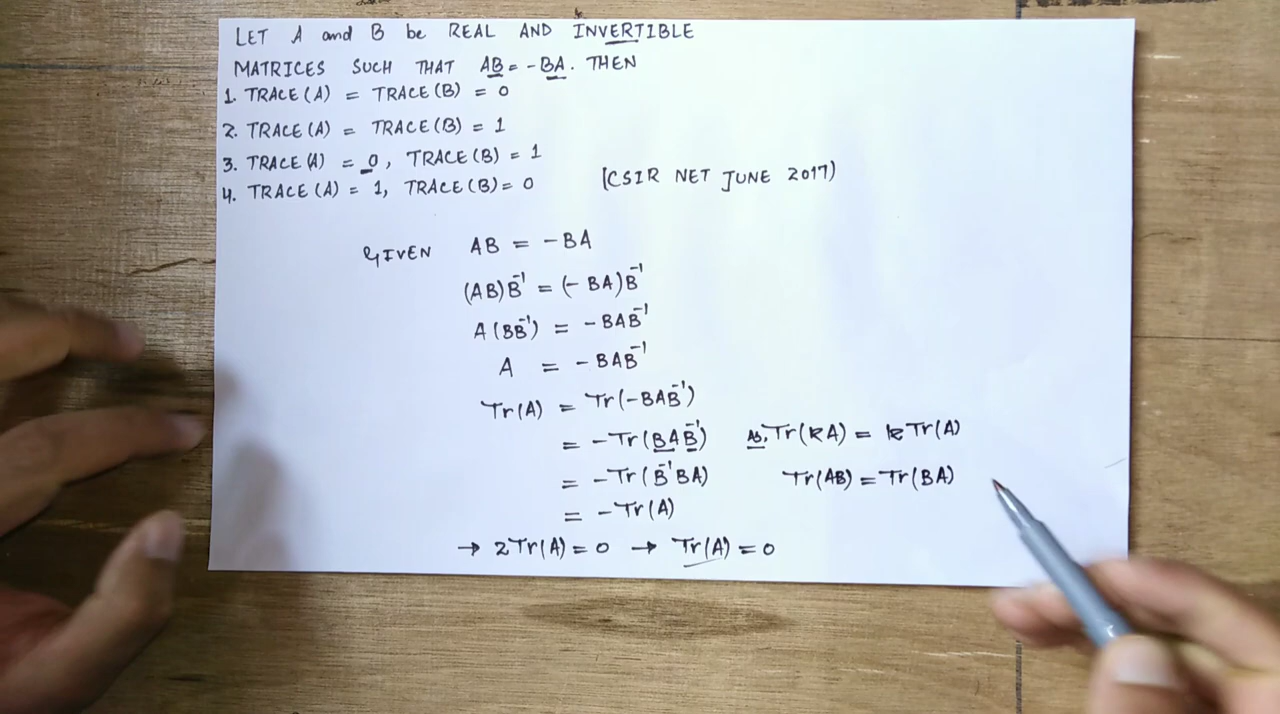 LET A and B be REAL AND INVERTIBLE
MATRICES SUCH THAT AB = -BA. THEN
1. TRACE(A) = TRACE(B) = 0
2. TRACE(A) = TRACE(B) = 1
3. TRACE(A) = 0, TRACE(B) = 1
4. TRACE(A) = 1, TRACE(B) = 0 (CSIR NET JUNE 2017)
GIVEN AB = -BA
(AB)B⁻¹ = (-BA)B⁻¹
A(BB⁻¹) = -BAB⁻¹
A = -BAB⁻¹
Tr(A) = Tr(-BAB⁻¹)
= -Tr(BAB⁻¹) As, Tr(kA) = k Tr(A)
= -Tr(B⁻¹BA) Tr(AB) = Tr(BA)
= -Tr(A)
→ 2Tr(A) = 0 → Tr(A) = 0